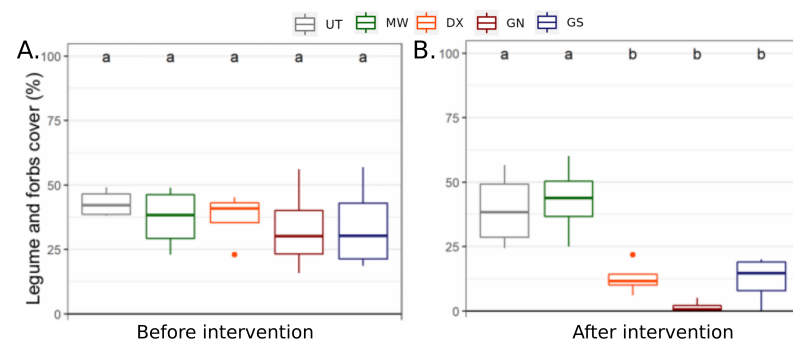 UT MW DX GN GS
A. B.
Legume and forbs cover (%)
100
75
50
25
0
a a a a a
Before intervention
100
75
50
25
0
a a b b b
After intervention